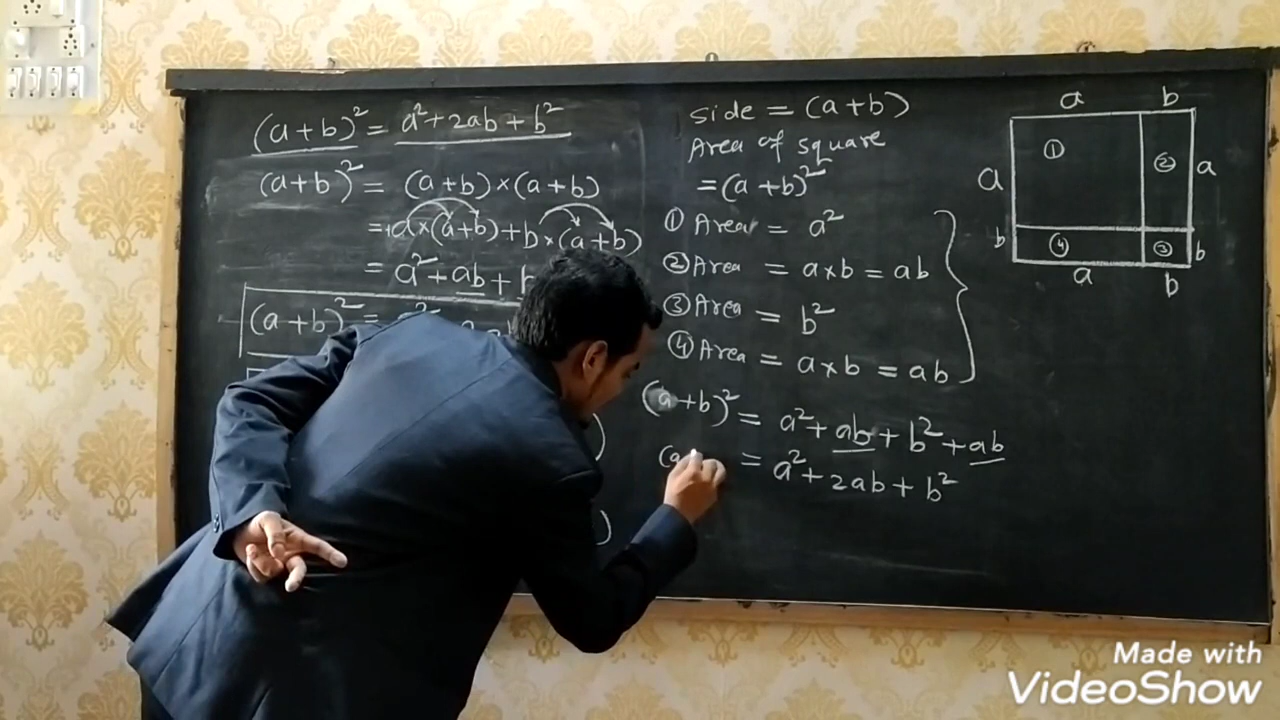 (a+b)² = a²+2ab+b²
(a+b)² = (a+b)×(a+b)
=+a×(a+b)+b×(a+b)
= a²+ab+
(a+b)² =
side = (a+b)
Area of square
=(a+b)²
① Area = a²
② Area = a×b = ab
③ Area = b²
④ Area = a×b = ab
(a+b)² = a²+ab+b²+ab
(a = a²+2ab+b²
a b
① ②
a a
④ ③
b b
a b
Made with
VideoShow